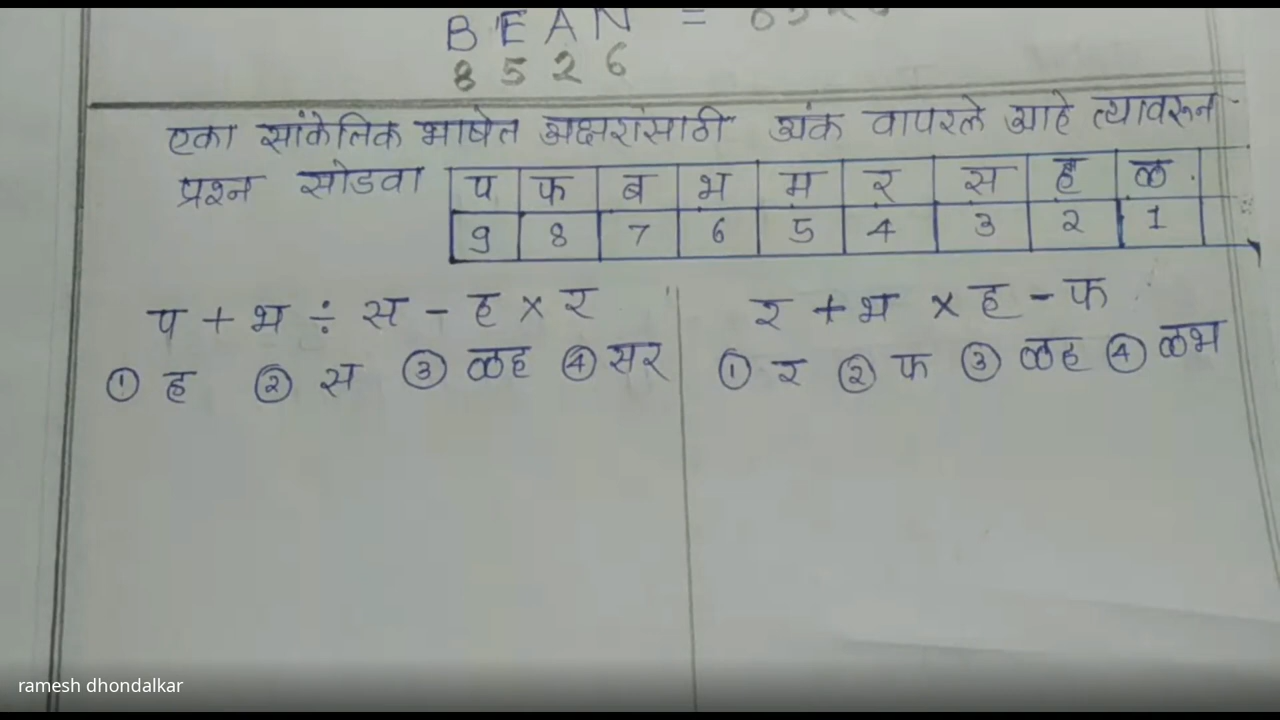 BEAN =
8 5 2 6
एका सांकेतिक भाषेत अक्षरांसाठी अंक वापरले आहे त्यावरून
प्रश्न सोडवा
प फ ब भ म र स ह ळ
9 8 7 6 5 4 3 2 1
प + भ ÷ स - ह × र
① ह ② स ③ ळह ④ सर
र + भ × ह - फ
① र ② फ ③ ळह ④ ळभ
ramesh dhondalkar